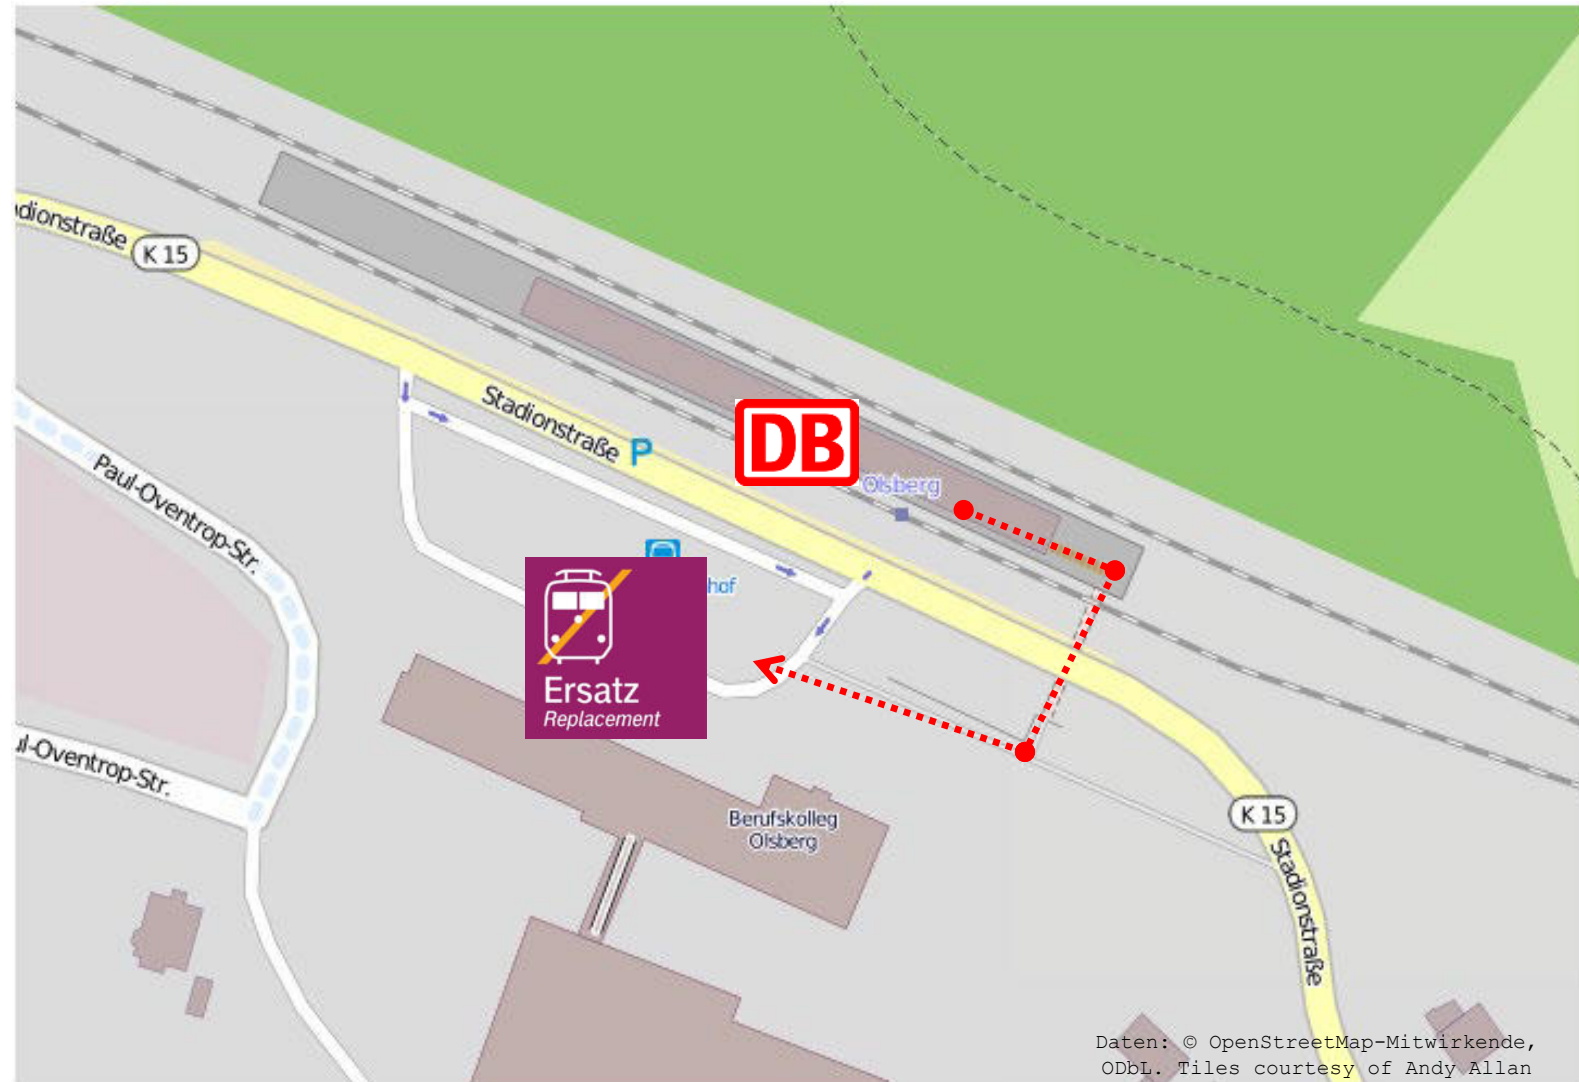 dionstraße
K 15
Stadionstraße
P
DB
Olsberg
Paul-Oventrop-Str.
hof
Ersatz
Replacement
l-Oventrop-Str.
Berufskolleg
Olsberg
K 15
Stadionstraße
Daten: © OpenStreetMap-Mitwirkende,
ODbL. Tiles courtesy of Andy Allan